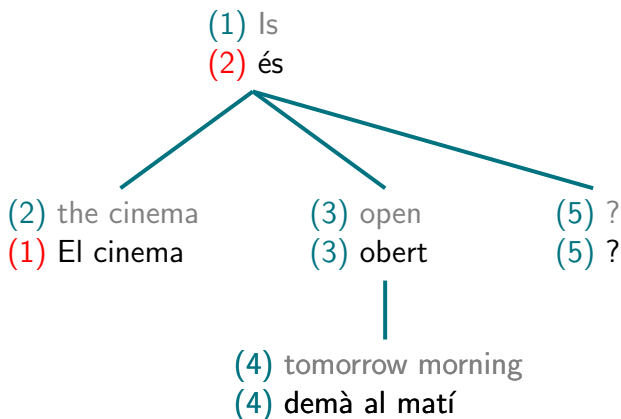 (1) Is
(2) és
(2) the cinema (3) open (5) ?
(1) El cinema (3) obert (5) ?
(4) tomorrow morning
(4) demà al matí